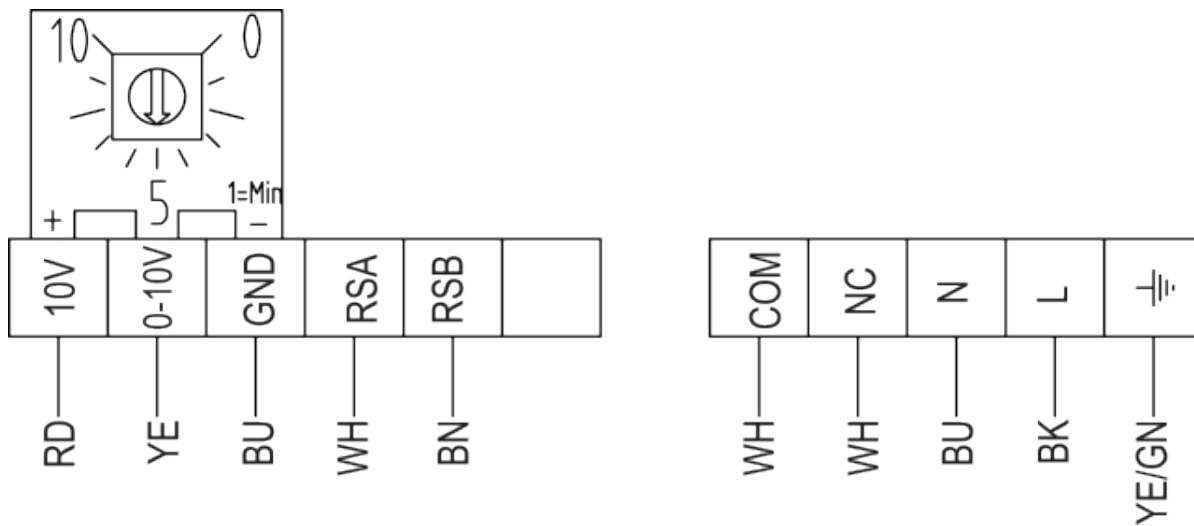 10 0
5 1=Min
+ -
10V 0-10V GND RSA RSB
RD YE BU WH BN
COM NC N L
WH WH BU BK YE/GN